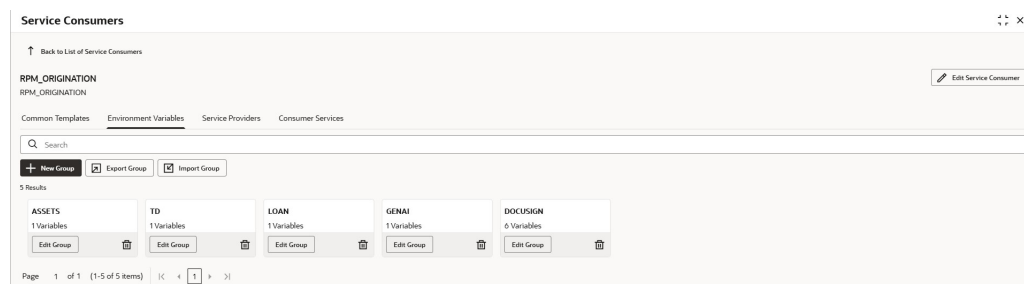 Service Consumers
Back to List of Service Consumers
RPM_ORIGINATION
Edit Service Consumer
RPM_ORIGINATION
Common Templates Environment Variables Service Providers Consumer Services
Search
New Group Export Group Import Group
5 Results
ASSETS TD LOAN GENAI DOCUSIGN
1 Variables 1 Variables 1 Variables 1 Variables 6 Variables
Edit Group Edit Group Edit Group Edit Group Edit Group
Page 1 of 1 (1-5 of 5 items) 1